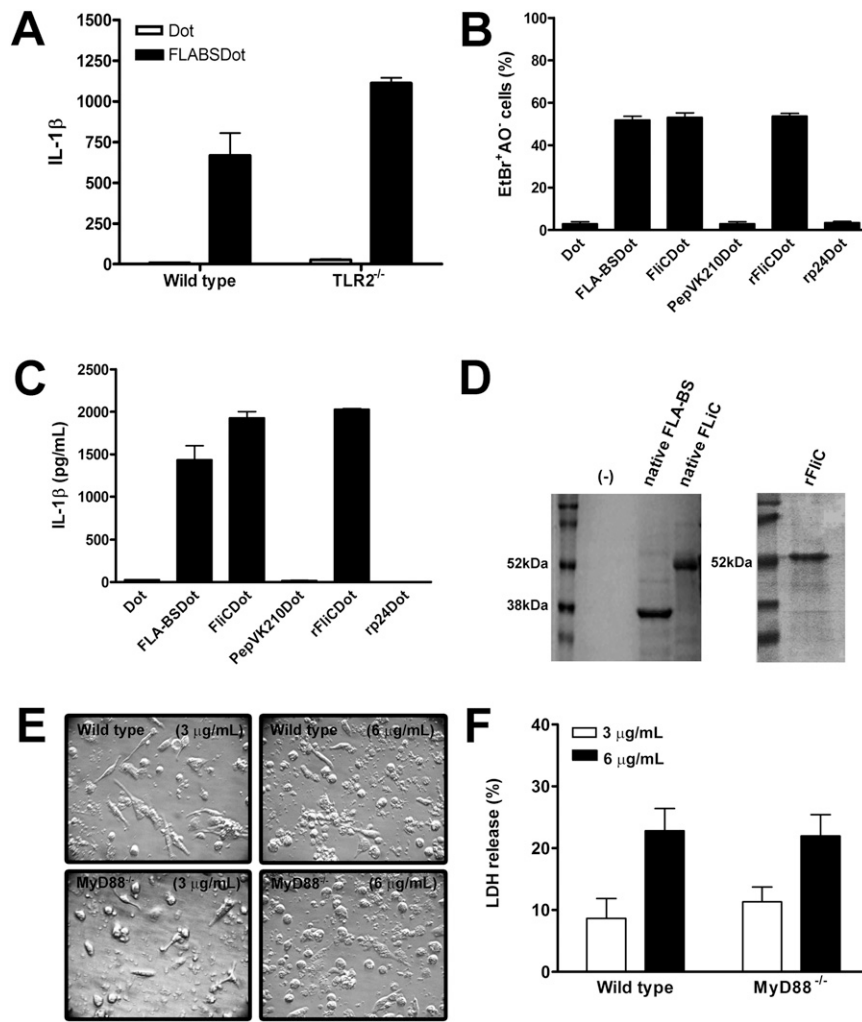 A
IL-1β
1500
1250
1000
750
500
250
0
Dot
FLABSDot
Wild type
TLR2-/-
B
EtBr+AO- cells (%)
100
80
60
40
20
0
Dot
FLA-BSDot
FliCDot
PepVK210Dot
rFliCDot
rp24Dot
C
IL-1β (pg/mL)
2500
2000
1500
1000
500
0
Dot
FLA-BSDot
FliCDot
PepVK210Dot
rFliCDot
rp24Dot
D
(-)
native FLA-BS
native FLiC
rFliC
52kDa
38kDa
52kDa
E
Wild type (3 μg/mL)
Wild type (6 μg/mL)
MyD88-/- (3 μg/mL)
MyD88-/- (6 μg/mL)
F
LDH release (%)
40
30
20
10
0
3 μg/mL
6 μg/mL
Wild type
MyD88 -/-